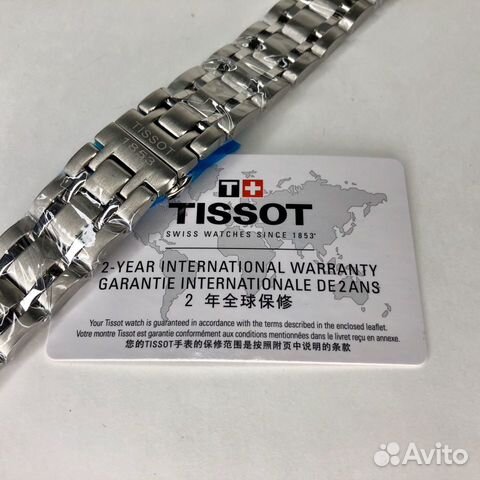 TISSOT
1853
T+
TISSOT
SWISS WATCHES SINCE 1853
2-YEAR INTERNATIONAL WARRANTY
GARANTIE INTERNATIONALE DE 2 ANS
2 年全球保修
Your Tissot watch is guaranteed in accordance with the terms described in the enclosed leaflet.
Votre montre Tissot est garantie conformément aux conditions mentionnées dans le livret reçu en annexe.
您的TISSOT手表的保修范围是按照附页中说明的条款
Avito